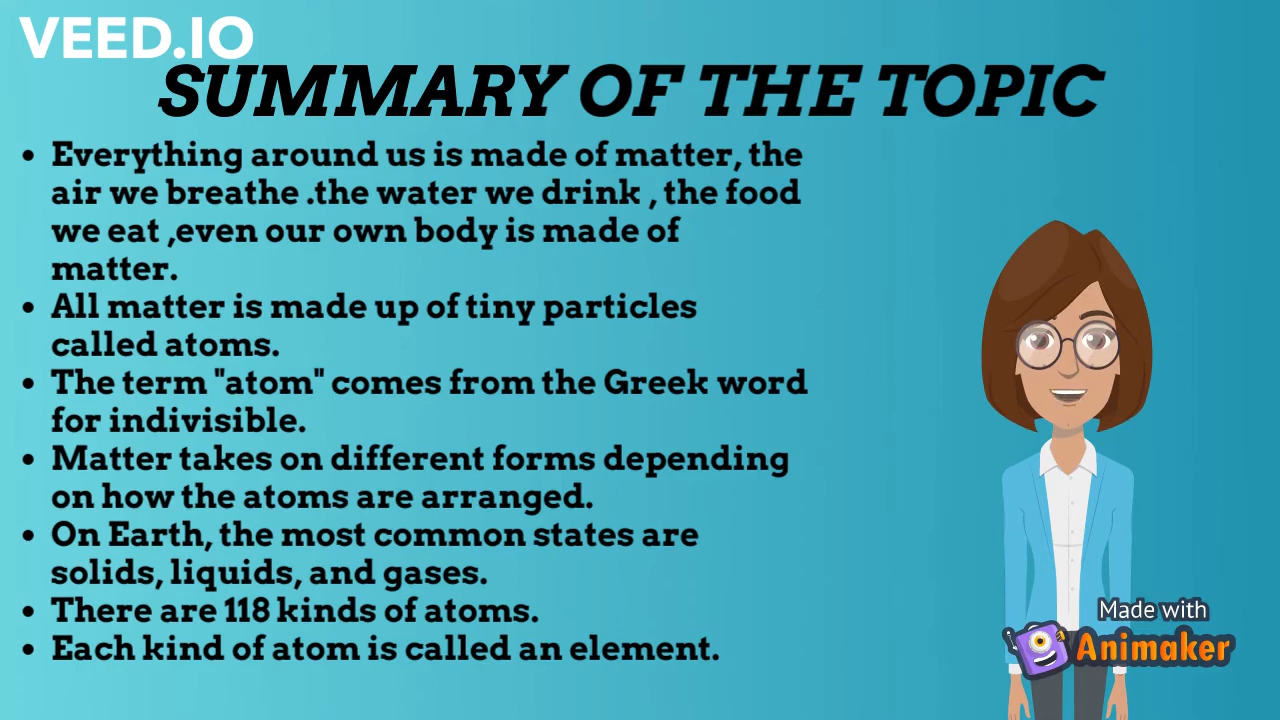 VEED.IO
SUMMARY OF THE TOPIC
• Everything around us is made of matter, the
air we breathe .the water we drink , the food
we eat ,even our own body is made of
matter.
• All matter is made up of tiny particles
called atoms.
• The term "atom" comes from the Greek word
for indivisible.
• Matter takes on different forms depending
on how the atoms are arranged.
• On Earth, the most common states are
solids, liquids, and gases.
• There are 118 kinds of atoms.
• Each kind of atom is called an element.
Made with
Animaker